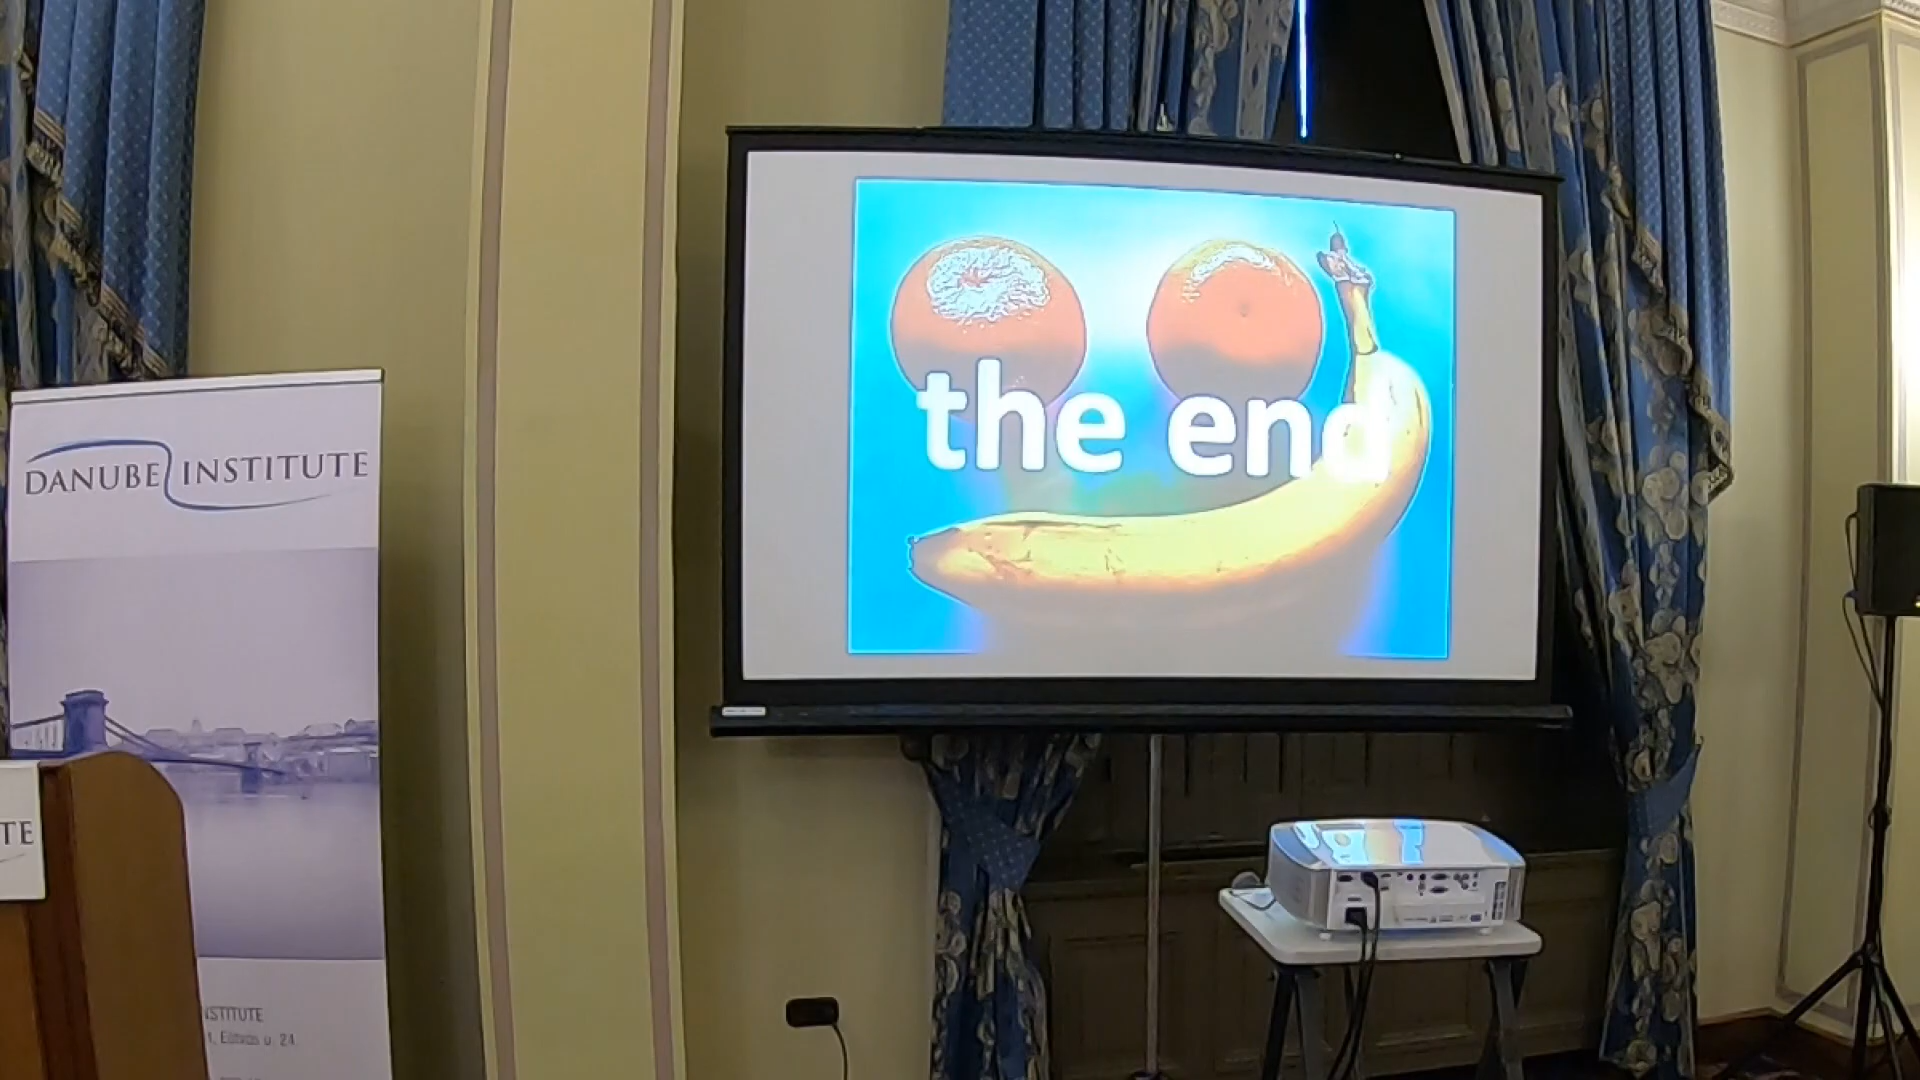 DANUBE INSTITUTE
the end
TE
INSTITUTE
Eötvös u. 24.